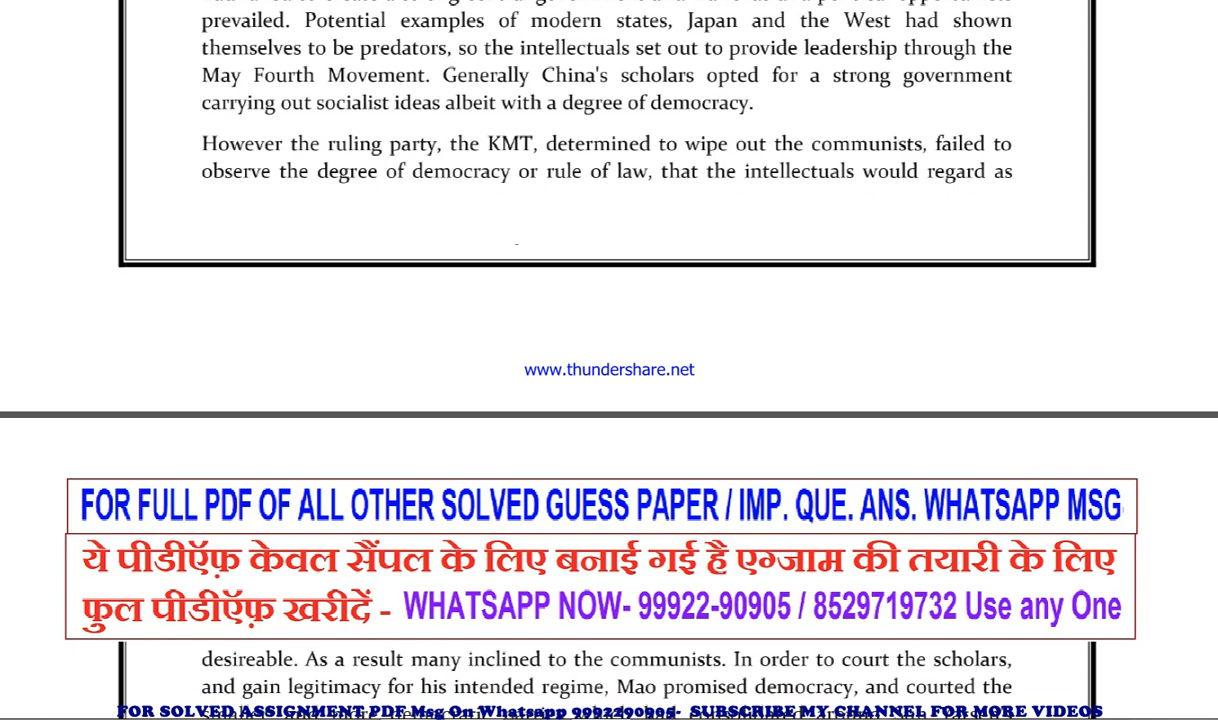 prevailed. Potential examples of modern states, Japan and the West had shown
themselves to be predators, so the intellectuals set out to provide leadership through the
May Fourth Movement. Generally China's scholars opted for a strong government
carrying out socialist ideas albeit with a degree of democracy.
However the ruling party, the KMT, determined to wipe out the communists, failed to
observe the degree of democracy or rule of law, that the intellectuals would regard as
www.thundershare.net
FOR FULL PDF OF ALL OTHER SOLVED GUESS PAPER / IMP. QUE. ANS. WHATSAPP MSG
ये पीडीऍफ़ केवल सैंपल के लिए बनाई गई है एग्जाम की तयारी के लिए
फुल पीडीऍफ़ खरीदें - WHATSAPP NOW- 99922-90905 / 8529719732 Use any One
desireable. As a result many inclined to the communists. In order to court the scholars,
and gain legitimacy for his intended regime, Mao promised democracy, and courted the
FOR SOLVED ASSIGNMENT PDF Msg On Whatsapp 9992290905- SUBSCRIBE MY CHANNEL FOR MORE VIDEOS